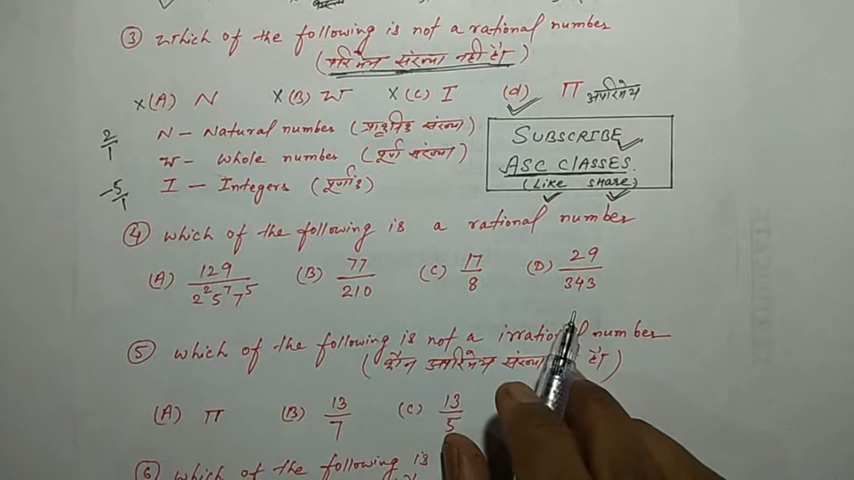 ③ Which of the following is not a rational number
(परिमेय संख्या नहीं है)
×(A) N ×(B) W ×(C) I (d) π अपरिमेय
2/1 N - Natural number (प्राकृतिक संख्या)
W - Whole number (पूर्ण संख्या)
-5/1 I - Integers (पूर्णांक)
SUBSCRIBE
ASC CLASSES.
(Like share)
④ which of the following is a rational number
(A) 129/2²5⁷7⁵ (B) 77/210 (C) 17/8 (D) 29/343
⑤ which of the following is not a irrational number
(कौन अपरिमेय संख्या है)
(A) π (B) 13/7 (C) 13/5
⑥ which of the following is